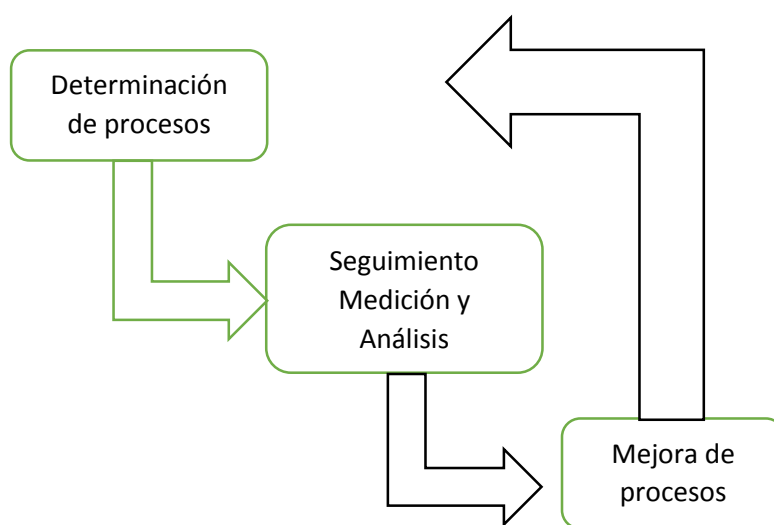 Determinación
de procesos
Seguimiento
Medición y
Análisis
Mejora de
procesos